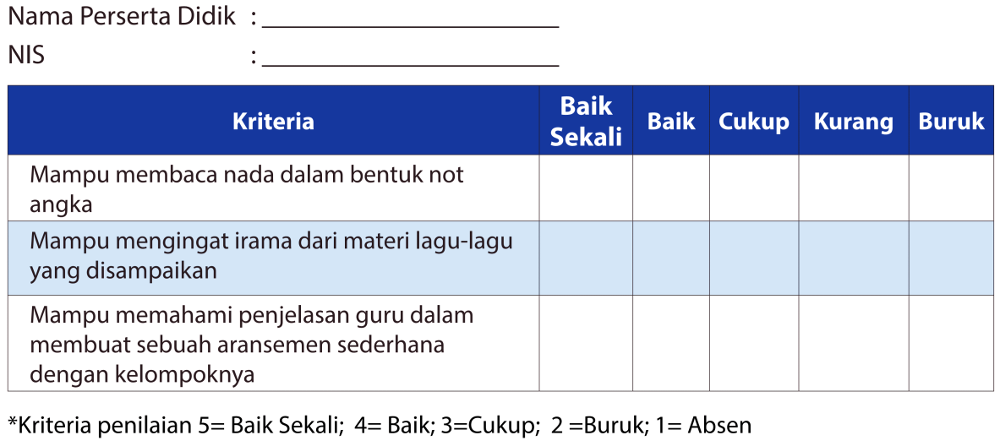 Nama Perserta Didik : ____________________
NIS : ____________________
Kriteria Baik Sekali Baik Cukup Kurang Buruk
Mampu membaca nada dalam bentuk not
angka
Mampu mengingat irama dari materi lagu-lagu
yang disampaikan
Mampu memahami penjelasan guru dalam
membuat sebuah aransemen sederhana
dengan kelompoknya
*Kriteria penilaian 5= Baik Sekali; 4= Baik; 3=Cukup; 2 =Buruk; 1= Absen